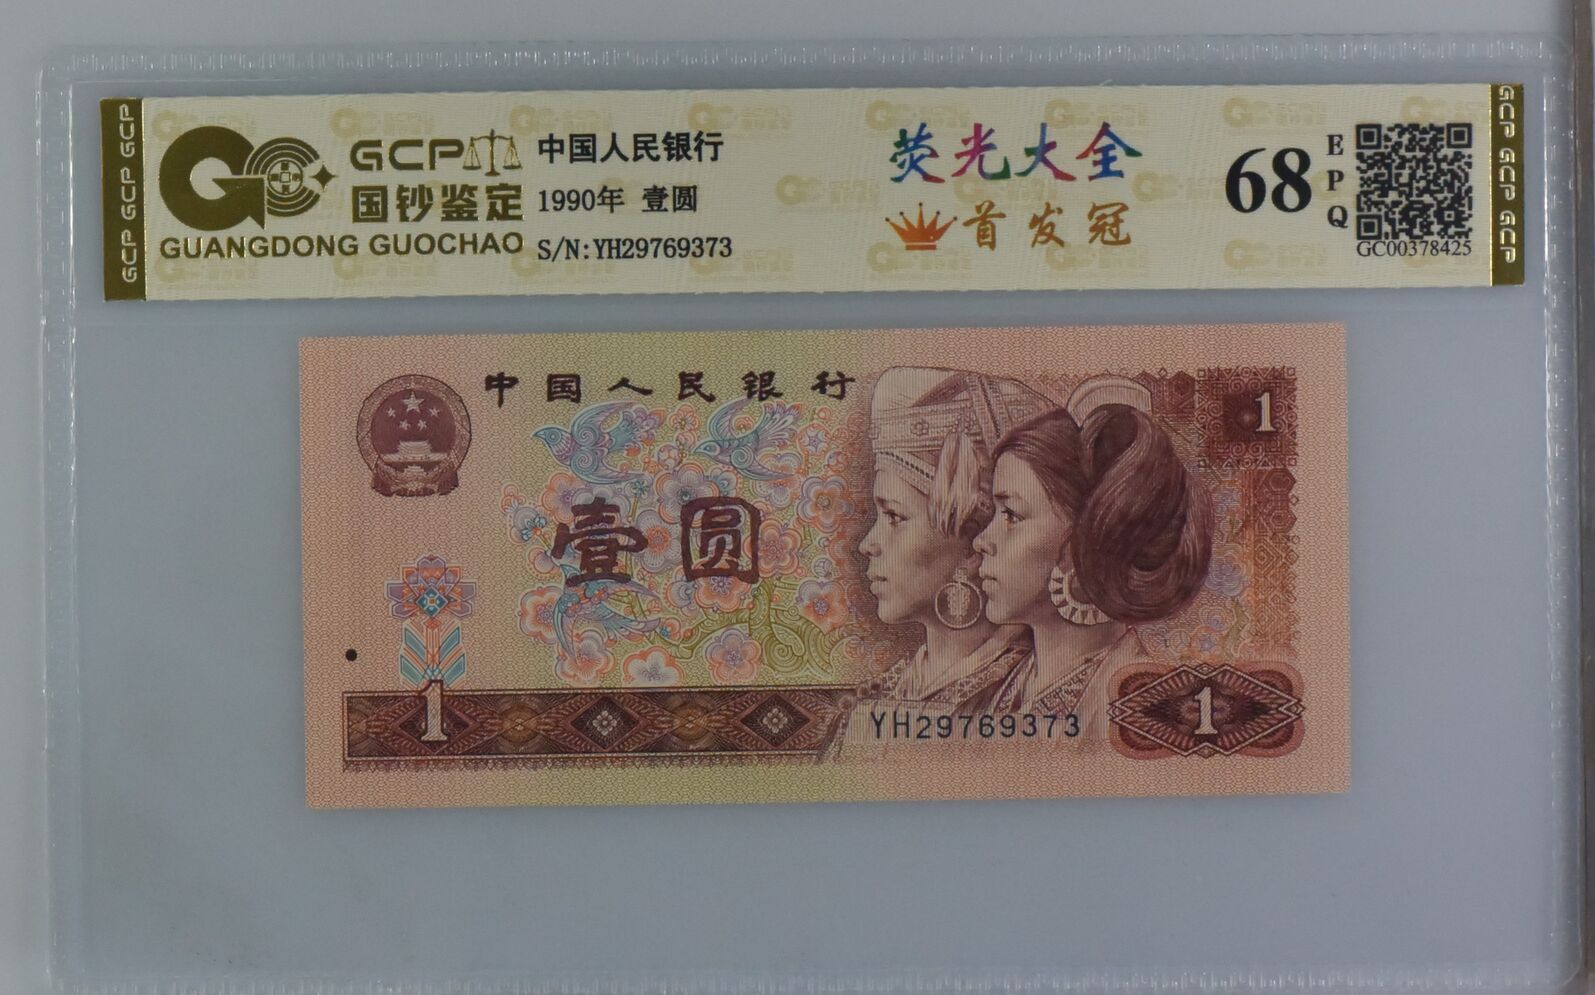 GCP GCP GCP
GCP
国钞鉴定
GUANGDONG GUOCHAO
中国人民银行
1990年 壹圆
S/N:YH29769373
荧光大全
首发冠
68
EPQ
GC00378425
GCP GCP GCP
中国人民银行
1
壹圆
1
YH29769373
1